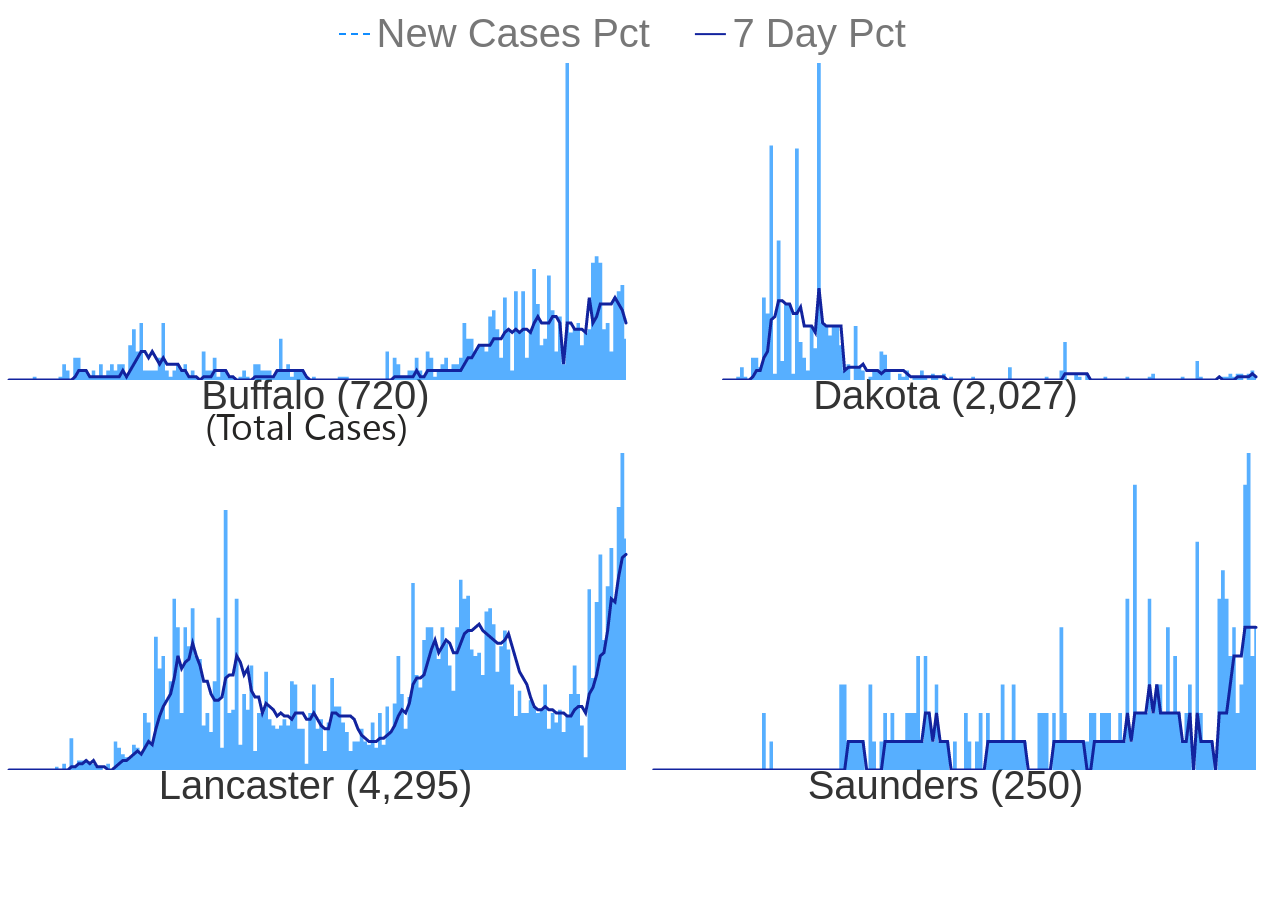 New Cases Pct 7 Day Pct
Buffalo (720)
(Total Cases)
Dakota (2,027)
Lancaster (4,295)
Saunders (250)